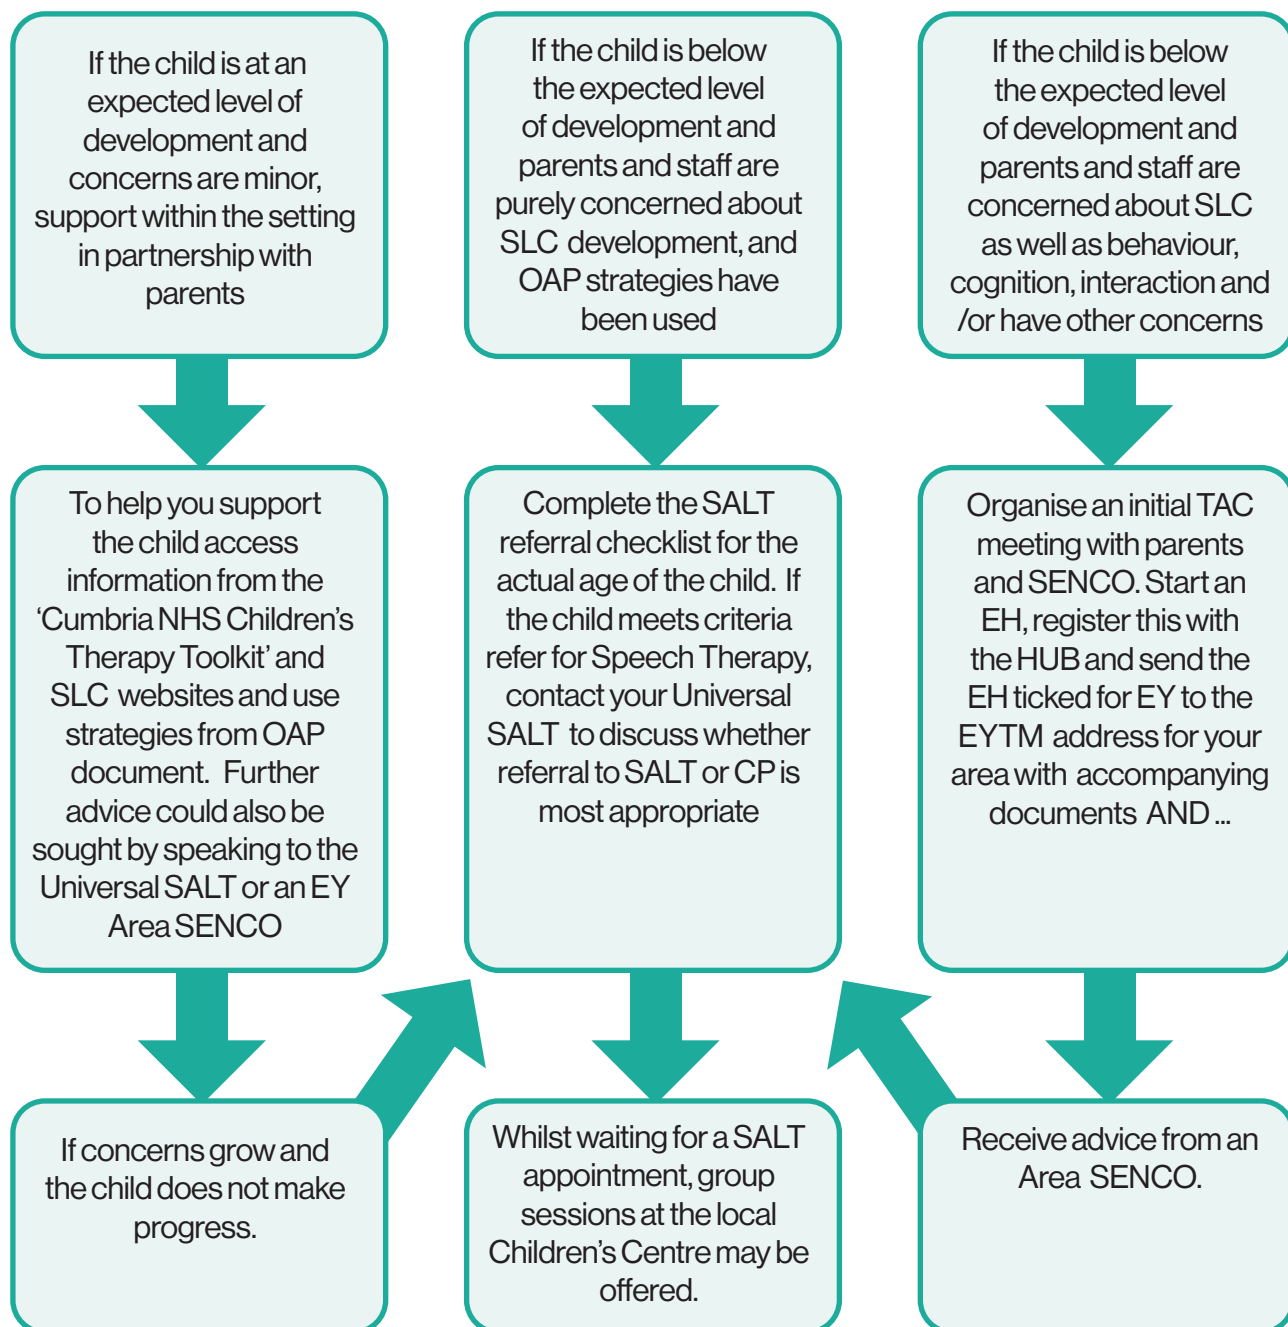 If the child is at an
expected level of
development and
concerns are minor,
support within the setting
in partnership with
parents
If the child is below
the expected level
of development and
parents and staff are
purely concerned about
SLC development, and
OAP strategies have
been used
If the child is below
the expected level
of development and
parents and staff are
concerned about SLC
as well as behaviour,
cognition, interaction and
/or have other concerns
To help you support
the child access
information from the
‘Cumbria NHS Children’s
Therapy Toolkit’ and
SLC websites and use
strategies from OAP
document. Further
advice could also be
sought by speaking to the
Universal SALT or an EY
Area SENCO
Complete the SALT
referral checklist for the
actual age of the child. If
the child meets criteria
refer for Speech Therapy,
contact your Universal
SALT to discuss whether
referral to SALT or CP is
most appropriate
Organise an initial TAC
meeting with parents
and SENCO. Start an
EH, register this with
the HUB and send the
EH ticked for EY to the
EYTM address for your
area with accompanying
documents AND ...
If concerns grow and
the child does not make
progress.
Whilst waiting for a SALT
appointment, group
sessions at the local
Children’s Centre may be
offered.
Receive advice from an
Area SENCO.